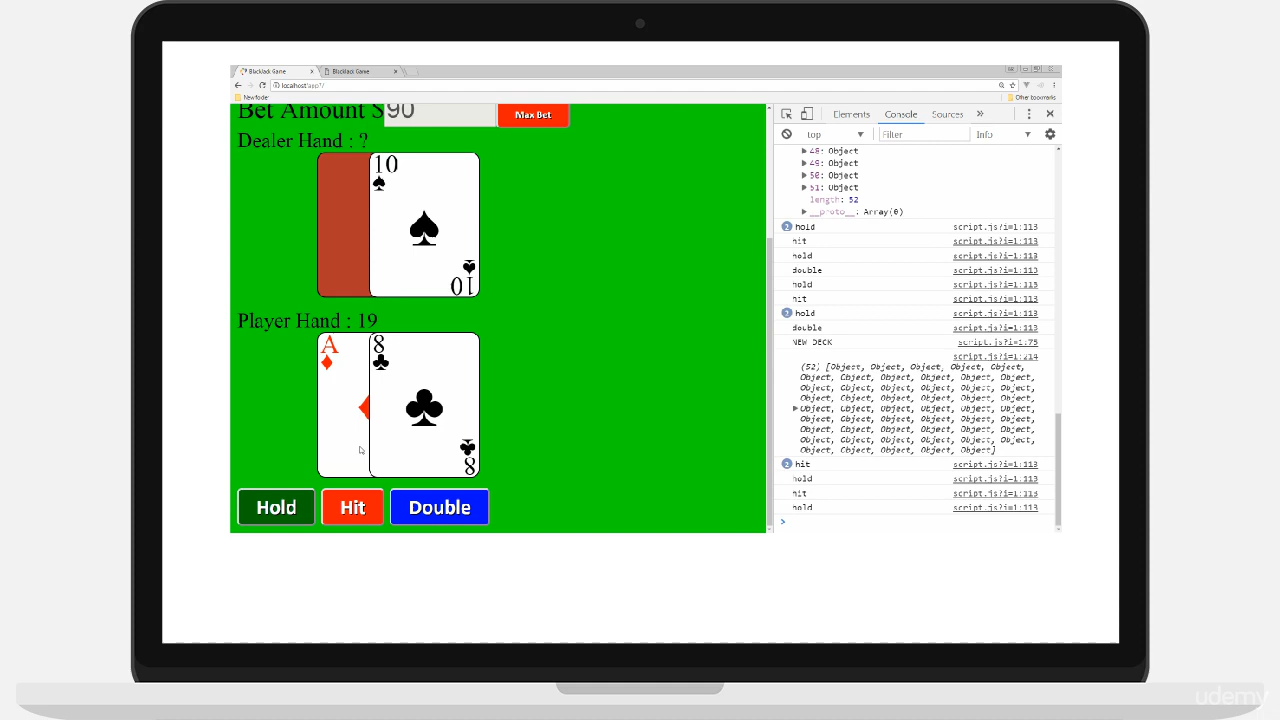 BlackJack Game
BlackJack Game
localhost/app
Newfolder
Other bookmarks
Bet Amount $90
Max Bet
Dealer Hand : ?
10
10
Player Hand : 19
A
8
8
Hold
Hit
Double
Elements Console Sources »
top Filter Info
48: Object
49: Object
50: Object
51: Object
length: 52
__proto__: Array(0)
2 hold script.js?i=1:113
hit script.js?i=1:113
hold script.js?i=1:113
double script.js?i=1:113
hold script.js?i=1:113
hit script.js?i=1:113
2 hold script.js?i=1:113
double script.js?i=1:113
NEW DECK script.js?i=1:75
script.js?i=1:214
(52) [Object, Object, Object, Object, Object,
Object, Object, Object, Object, Object, Object,
Object, Object, Object, Object, Object, Object,
Object, Object, Object, Object, Object, Object,
Object, Object, Object, Object, Object, Object,
Object, Object, Object, Object, Object, Object,
Object, Object, Object, Object, Object, Object,
Object, Object, Object, Object, Object, Object,
Object, Object, Object, Object, Object]
2 hit script.js?i=1:113
hold script.js?i=1:113
hit script.js?i=1:113
hold script.js?i=1:113
>
udemy